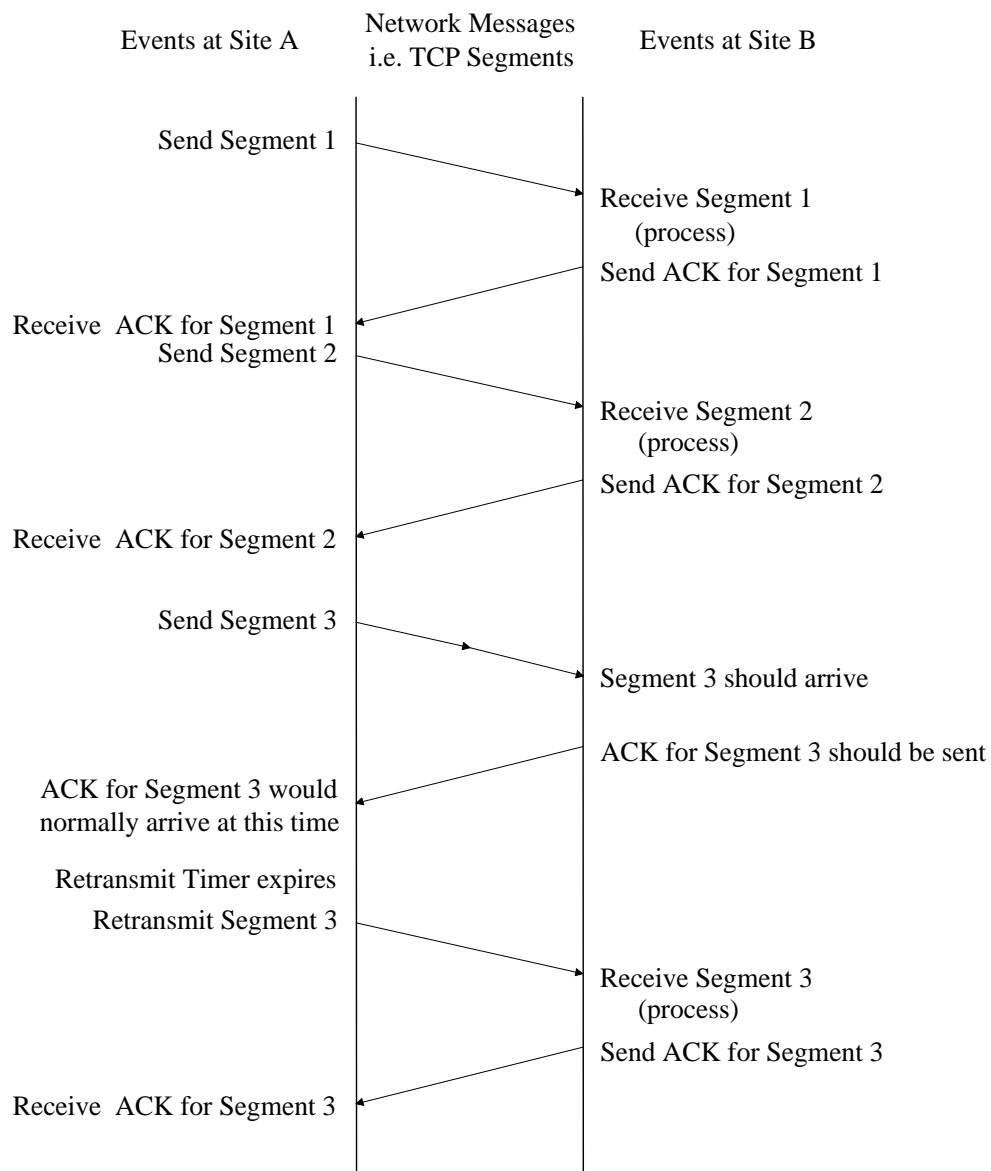 Events at Site A
Network Messages
i.e. TCP Segments
Events at Site B
Send Segment 1
Receive Segment 1
(process)
Send ACK for Segment 1
Receive ACK for Segment 1
Send Segment 2
Receive Segment 2
(process)
Send ACK for Segment 2
Receive ACK for Segment 2
Send Segment 3
Segment 3 should arrive
ACK for Segment 3 should be sent
ACK for Segment 3 would
normally arrive at this time
Retransmit Timer expires
Retransmit Segment 3
Receive Segment 3
(process)
Send ACK for Segment 3
Receive ACK for Segment 3